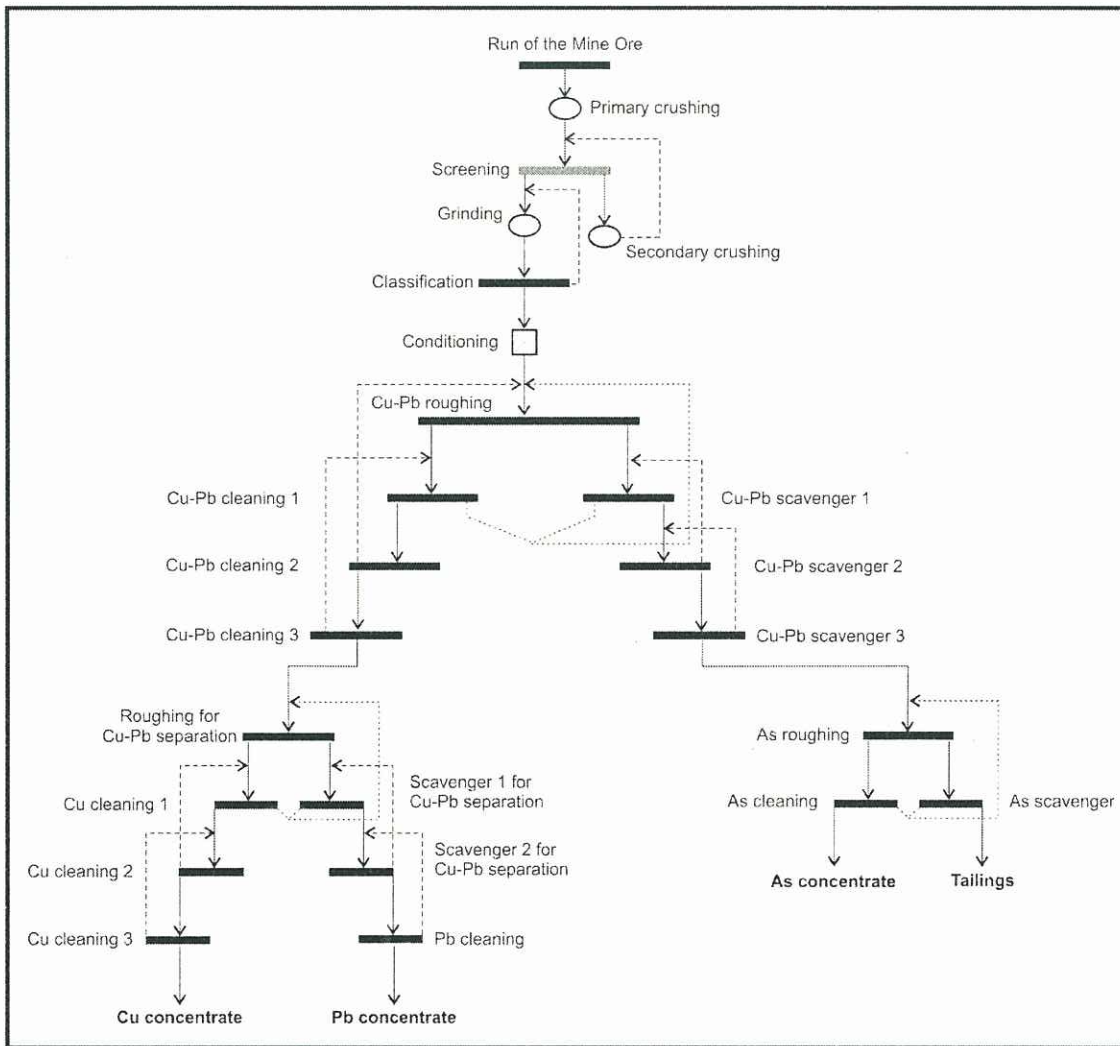 Run of the Mine Ore
Primary crushing
Screening
Grinding
Secondary crushing
Classification
Conditioning
Cu-Pb roughing
Cu-Pb cleaning 1
Cu-Pb scavenger 1
Cu-Pb cleaning 2
Cu-Pb scavenger 2
Cu-Pb cleaning 3
Cu-Pb scavenger 3
Roughing for
Cu-Pb separation
As roughing
Cu cleaning 1
Scavenger 1 for
Cu-Pb separation
As cleaning
As scavenger
Cu cleaning 2
Scavenger 2 for
Cu-Pb separation
As concentrate
Tailings
Cu cleaning 3
Pb cleaning
Cu concentrate
Pb concentrate